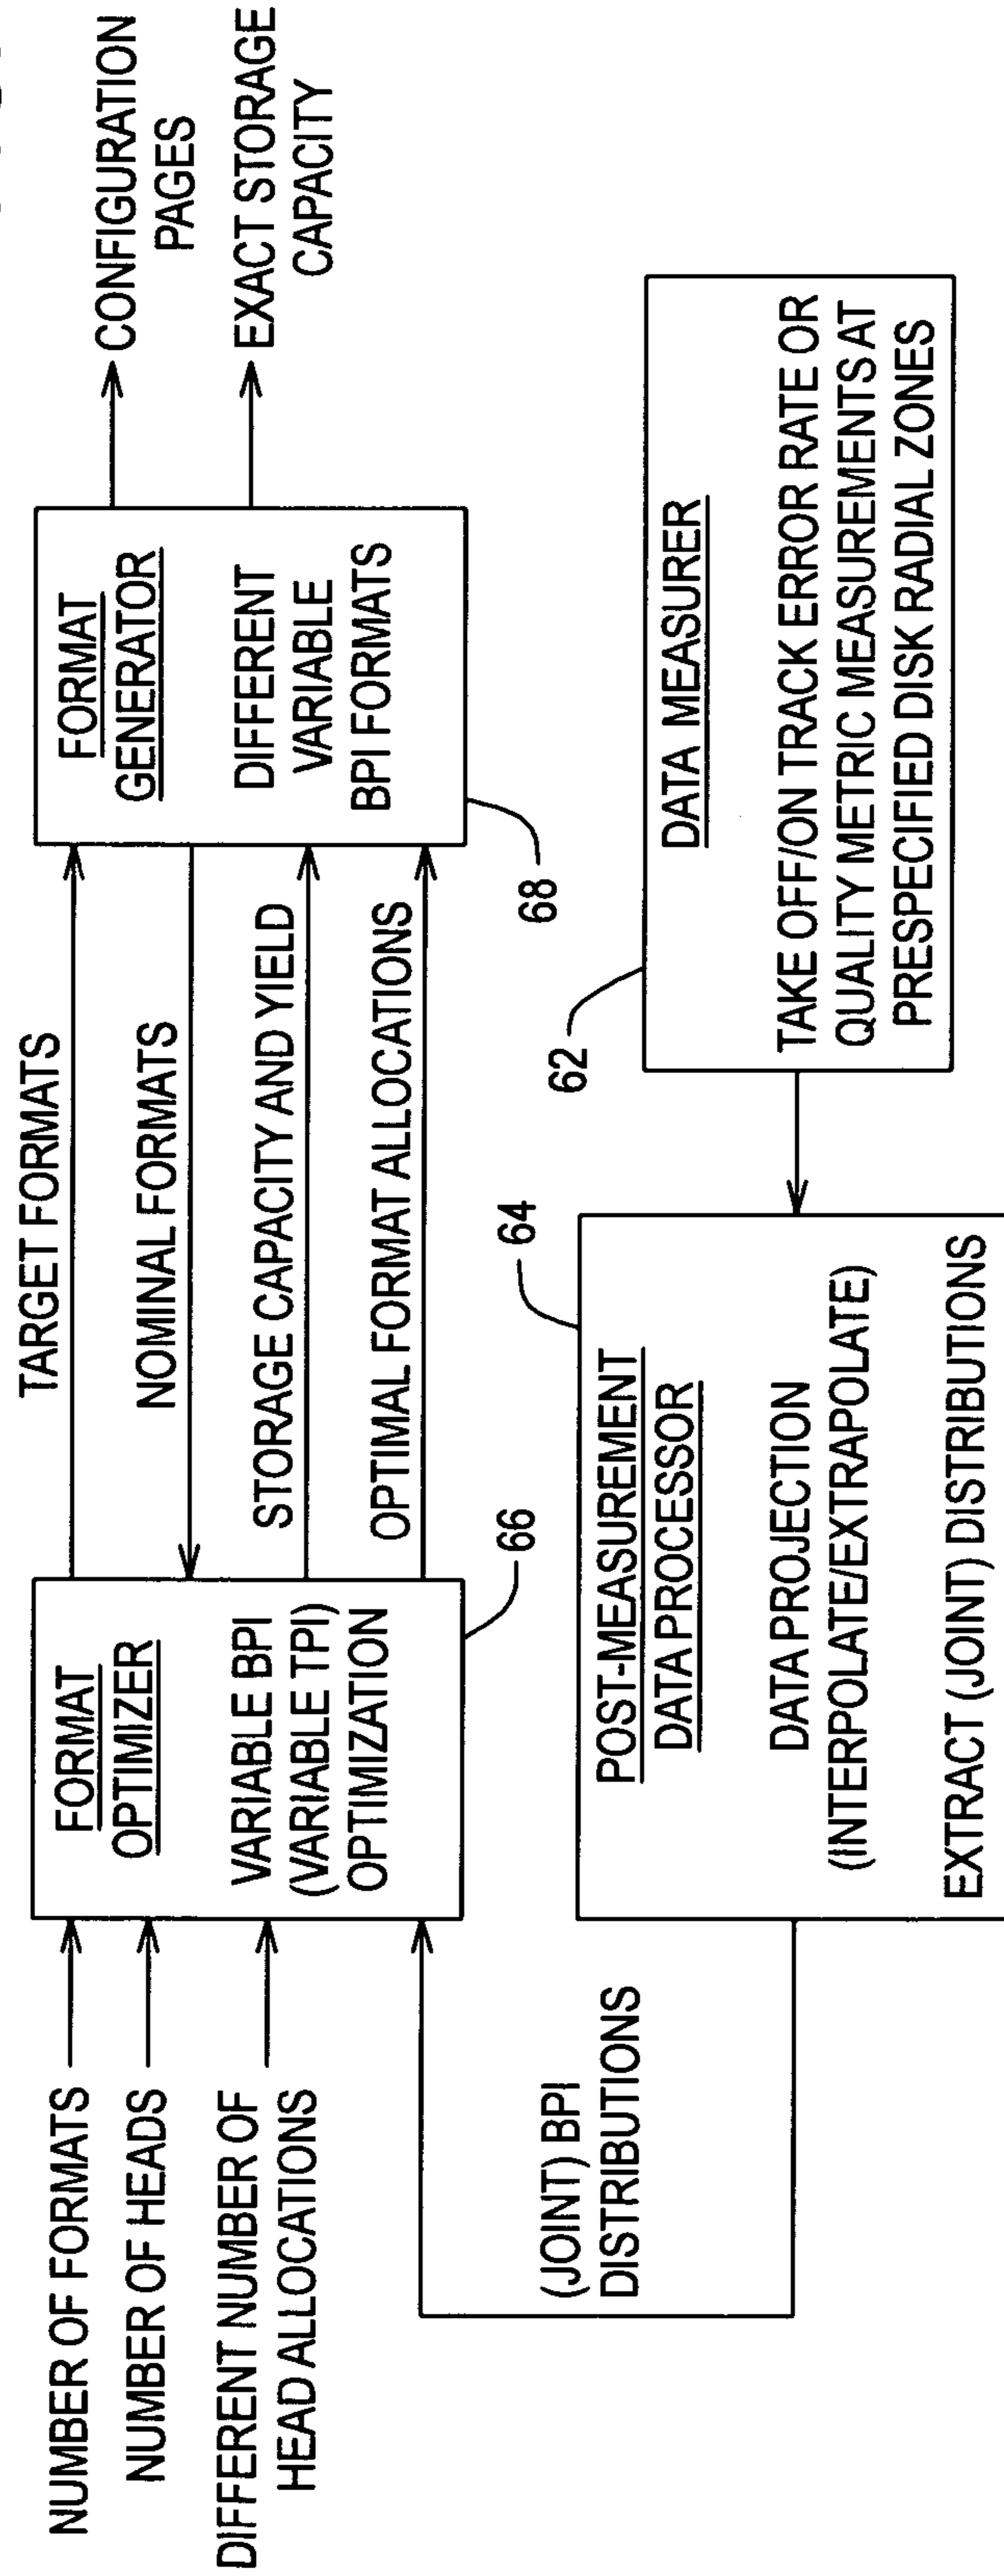 NUMBER OF FORMATS
NUMBER OF HEADS
DIFFERENT NUMBER OF
HEAD ALLOCATIONS
FORMAT
OPTIMIZER
VARIABLE BPI
(VARIABLE TPI)
OPTIMIZATION
66
TARGET FORMATS
NOMINAL FORMATS
STORAGE CAPACITY AND YIELD
OPTIMAL FORMAT ALLOCATIONS
FORMAT
GENERATOR
DIFFERENT
VARIABLE
BPI FORMATS
68
CONFIGURATION
PAGES
EXACT STORAGE
CAPACITY
(JOINT) BPI
DISTRIBUTIONS
64
POST-MEASUREMENT
DATA PROCESSOR
DATA PROJECTION
(INTERPOLATE/EXTRAPOLATE)
EXTRACT (JOINT) DISTRIBUTIONS
62
DATA MEASURER
TAKE OFF/ON TRACK ERROR RATE OR
QUALITY METRIC MEASUREMENTS AT
PRESPECIFIED DISK RADIAL ZONES